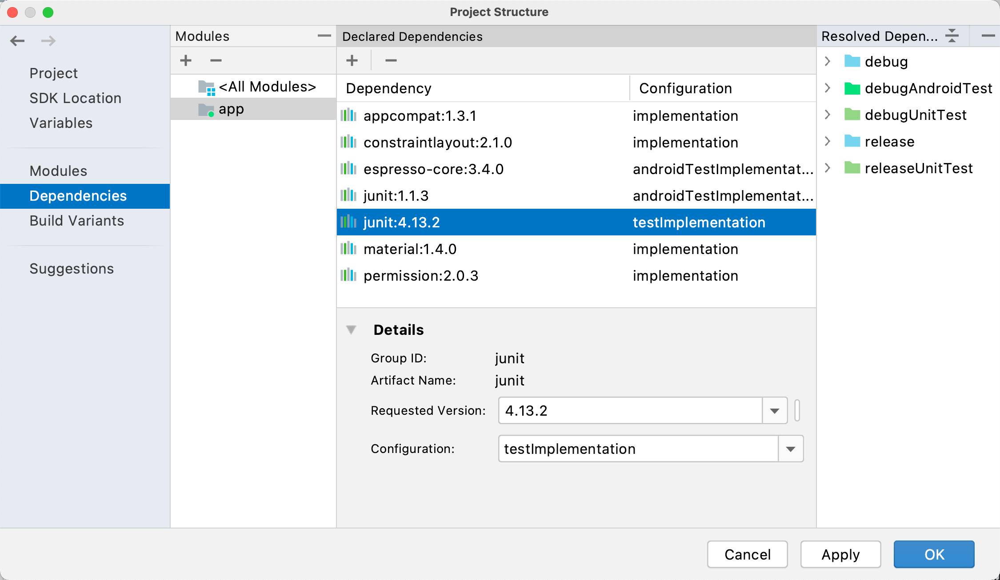 Project Structure
Project
SDK Location
Variables
Modules
Dependencies
Build Variants
Suggestions
Modules
<All Modules>
app
Declared Dependencies
Dependency Configuration
appcompat:1.3.1 implementation
constraintlayout:2.1.0 implementation
espresso-core:3.4.0 androidTestImplementat...
junit:1.1.3 androidTestImplementat...
junit:4.13.2 testImplementation
material:1.4.0 implementation
permission:2.0.3 implementation
Details
Group ID: junit
Artifact Name: junit
Requested Version: 4.13.2
Configuration: testImplementation
Resolved Depen...
debug
debugAndroidTest
debugUnitTest
release
releaseUnitTest
Cancel Apply OK